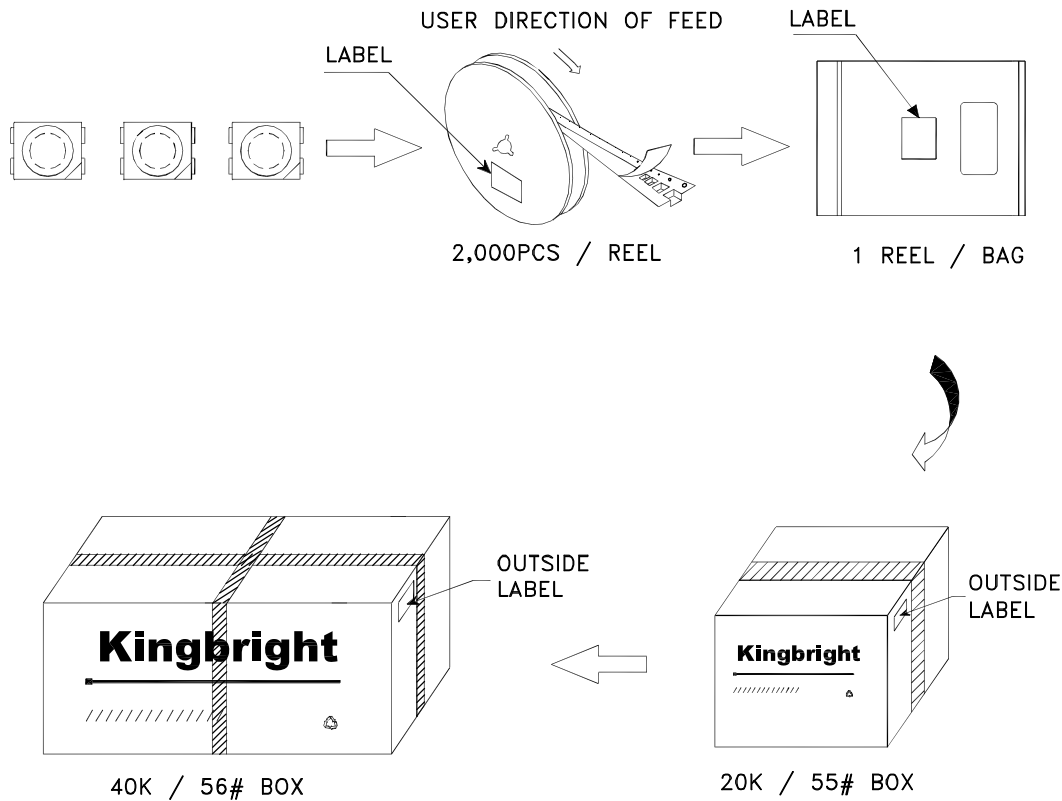 USER DIRECTION OF FEED
LABEL
LABEL
2,000PCS / REEL
1 REEL / BAG
OUTSIDE
LABEL
OUTSIDE
LABEL
Kingbright
Kingbright
40K / 56# BOX
20K / 55# BOX